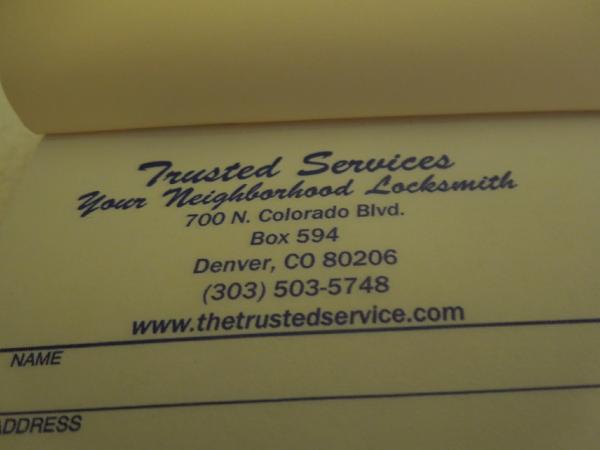 Trusted Services
Your Neighborhood Locksmith
700 N. Colorado Blvd.
Box 594
Denver, CO 80206
(303) 503-5748
www.thetrustedservice.com
NAME
ADDRESS